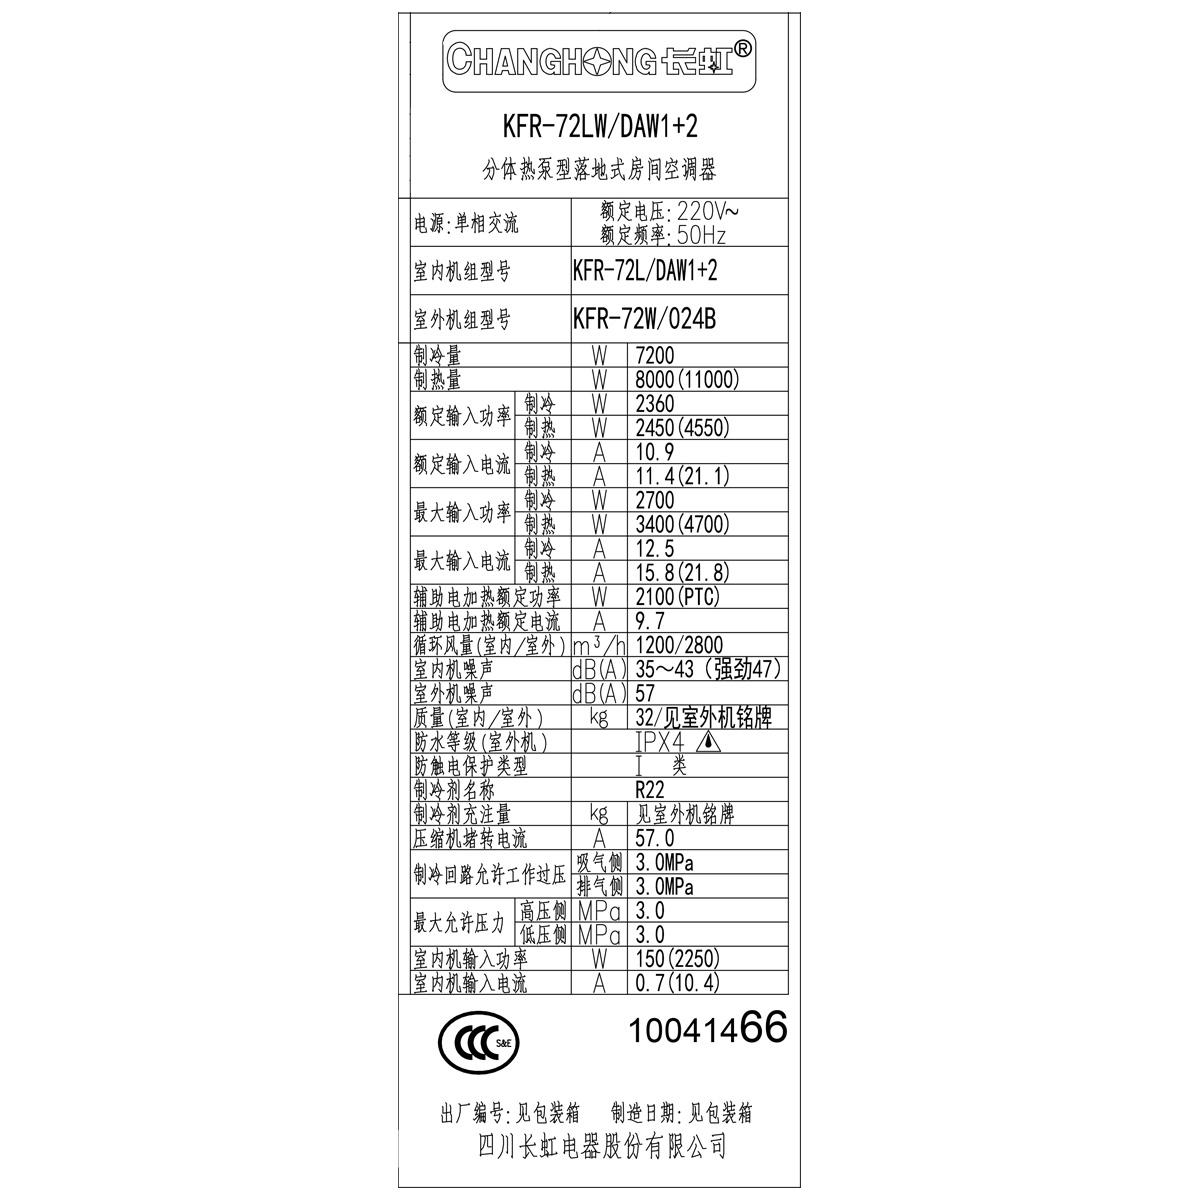 CHANGHONG 长虹®
KFR-72LW/DAW1+2
分体热泵型落地式房间空调器
电源:单相交流 额定电压:220V~
额定频率:50Hz
室内机组型号 KFR-72L/DAW1+2
室外机组型号 KFR-72W/024B
制冷量 W 7200
制热量 W 8000(11000)
额定输入功率 制冷 W 2360
制热 W 2450(4550)
额定输入电流 制冷 A 10.9
制热 A 11.4(21.1)
最大输入功率 制冷 W 2700
制热 W 3400(4700)
最大输入电流 制冷 A 12.5
制热 A 15.8(21.8)
辅助电加热额定功率 W 2100(PTC)
辅助电加热额定电流 A 9.7
循环风量(室内/室外) m³/h 1200/2800
室内机噪声 dB(A) 35～43（强劲47）
室外机噪声 dB(A) 57
质量(室内/室外) kg 32/见室外机铭牌
防水等级(室外机) IPX4
防触电保护类型 I 类
制冷剂名称 R22
制冷剂充注量 kg 见室外机铭牌
压缩机堵转电流 A 57.0
制冷回路允许工作过压 吸气侧 3.0MPa
排气侧 3.0MPa
最大允许压力 高压侧 MPa 3.0
低压侧 MPa 3.0
室内机输入功率 W 150(2250)
室内机输入电流 A 0.7(10.4)
CCC S&E 10041466
出厂编号:见包装箱 制造日期:见包装箱
四川长虹电器股份有限公司